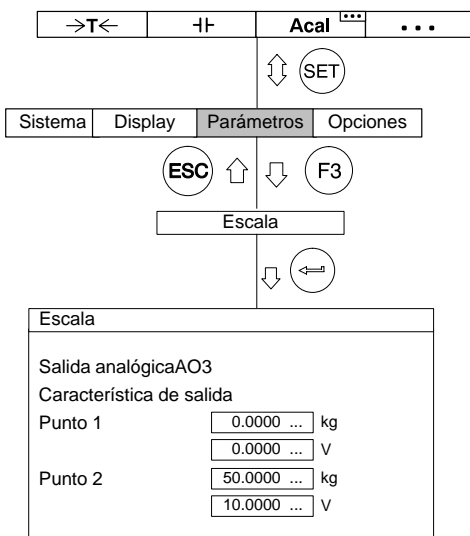 →T← ⊣⊢ Acal ...
SET
Sistema Display Parámetros Opciones
ESC F3
Escala
Escala
Salida analógicaAO3
Característica de salida
Punto 1 0.0000 ... kg
0.0000 ... V
Punto 2 50.0000 ... kg
10.0000 ... V